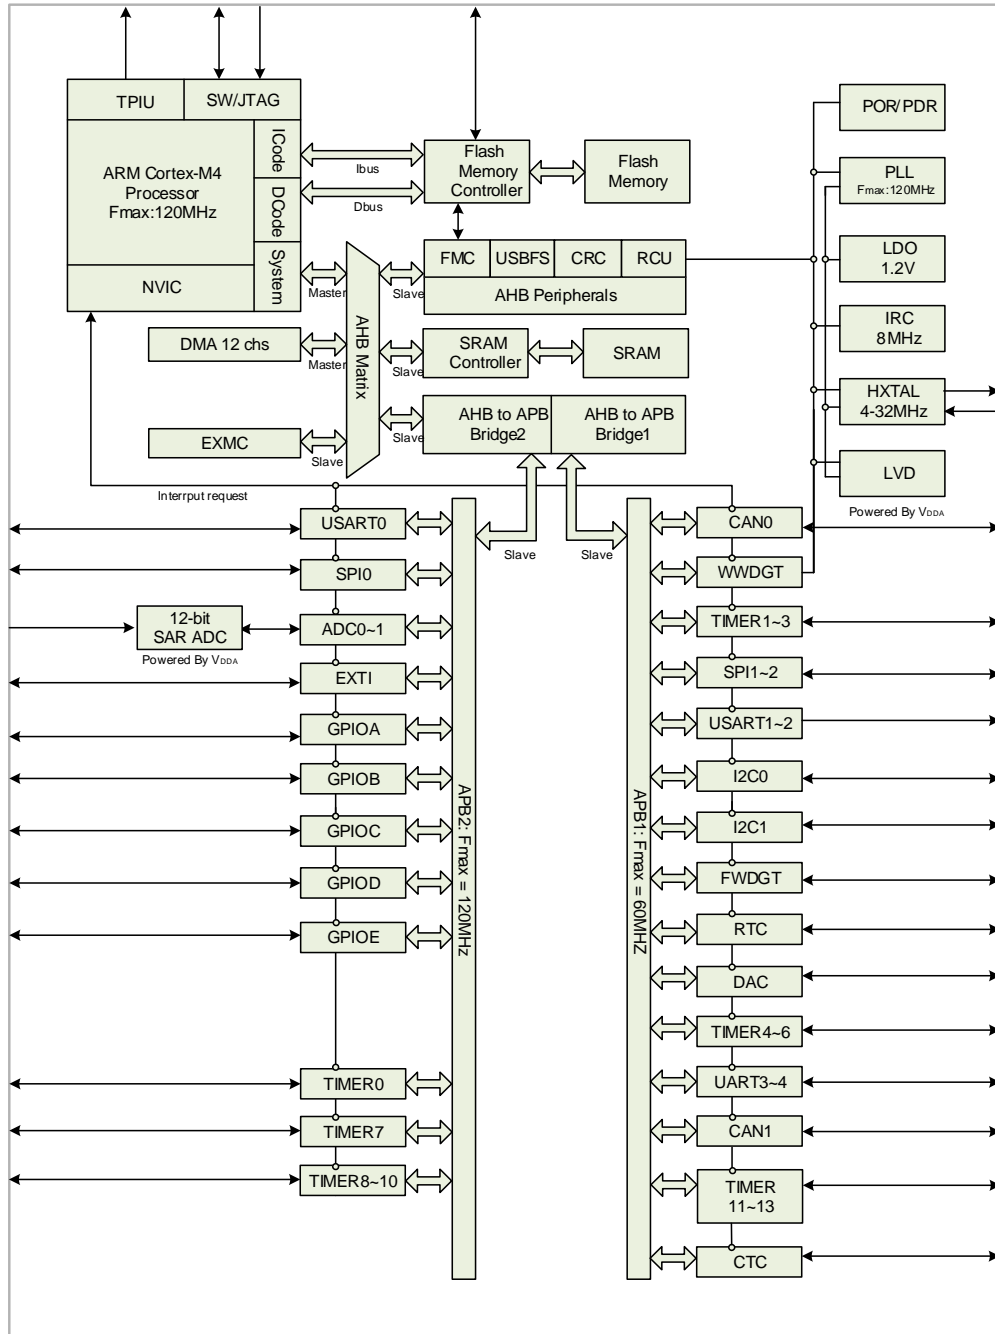 TPIU
SW/JTAG
POR/PDR
ARM Cortex-M4
Processor
Fmax:120MHz
ICode
DCode
System
NVIC
Ibus
Dbus
Flash
Memory
Controller
Flash
Memory
PLL
Fmax:120MHz
FMC
USBFS
CRC
RCU
AHB Peripherals
LDO
1.2V
Master
Slave
AHB Matrix
DMA 12 chs
Master
Slave
SRAM
Controller
SRAM
IRC
8MHz
HXTAL
4-32MHz
EXMC
Slave
Slave
AHB to APB
Bridge2
AHB to APB
Bridge1
LVD
Powered By VDDA
Interrput request
Slave
Slave
USART0
SPI0
12-bit
SAR ADC
Powered By VDDA
ADC0~1
EXTI
GPIOA
GPIOB
GPIOC
GPIOD
GPIOE
TIMER0
TIMER7
TIMER8~10
APB2: Fmax = 120MHz
APB1: Fmax = 60MHZ
CAN0
WWDGT
TIMER1~3
SPI1~2
USART1~2
I2C0
I2C1
FWDGT
RTC
DAC
TIMER4~6
UART3~4
CAN1
TIMER
11~13
CTC